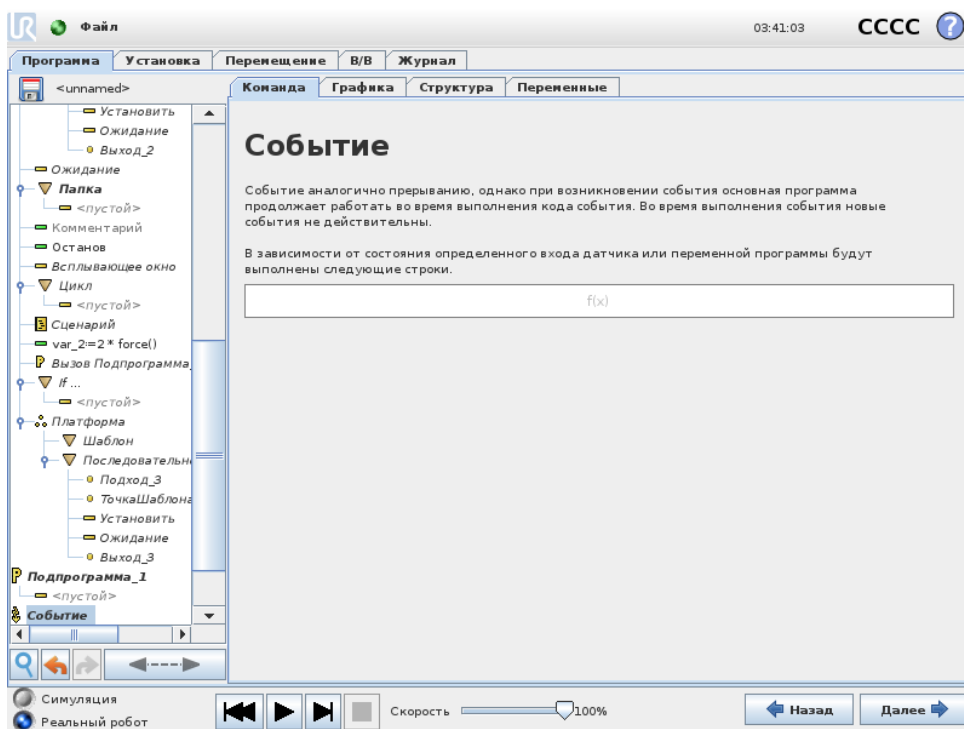 UR Файл 03:41:03 CCCC ?
Программа Установка Перемещение В/В Журнал
<unnamed>
Команда Графика Структура Переменные
Установить
Ожидание
Выход_2
Ожидание
Папка
<пустой>
Комментарий
Останов
Всплывающее окно
Цикл
<пустой>
Сценарий
var_2:=2 * force()
Вызов Подпрограмма_
If ...
<пустой>
Платформа
Шаблон
Последовательн
Подход_3
ТочкаШаблона
Установить
Ожидание
Выход_3
Подпрограмма_1
<пустой>
Событие
Событие
Событие аналогично прерыванию, однако при возникновении события основная программа
продолжает работать во время выполнения кода события. Во время выполнения события новые
события не действительны.
В зависимости от состояния определенного входа датчика или переменной программы будут
выполнены следующие строки.
f(x)
Симуляция
Реальный робот
Скорость 100%
Назад Далее